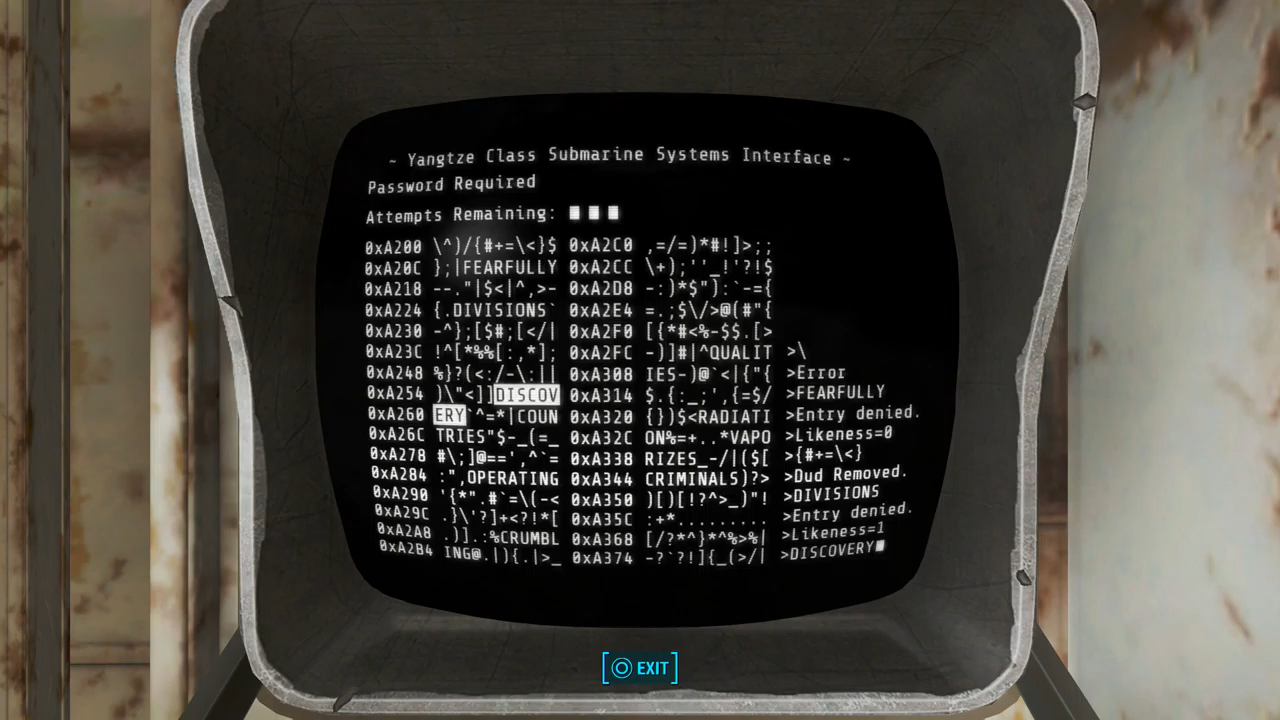 ~ Yangtze Class Submarine Systems Interface ~
Password Required
Attempts Remaining: ■ ■ ■
0xA200 \^)/{#+=\<}$ 0xA2C0 ,=/=)*#!]>;;
0xA20C };|FEARFULLY 0xA2CC \+);''_!'?!$
0xA218 --."|$<|^,>- 0xA2D8 -:)*$"):`-={
0xA224 {.DIVISIONS` 0xA2E4 =.;$\/>@(#"{
0xA230 -^};[$#;[</| 0xA2F0 [{*#<%-$$.[>
0xA23C !^[*%%[:,*]; 0xA2FC -)]#|^QUALIT >\
0xA248 %}?(<:/-\:|| 0xA308 IES-)@`<|{"{ >Error
0xA254 )\"<]]DISCOV 0xA314 $.{:_;',{=$/ >FEARFULLY
0xA260 ERY`^=*|COUN 0xA320 {})$<RADIATI >Entry denied.
0xA26C TRIES"$-_(=_ 0xA32C ON%=+..*VAPO >Likeness=0
0xA278 #\;]@==',^`= 0xA338 RIZES_-/|($[ >{#+=\<}
0xA284 :",OPERATING 0xA344 CRIMINALS)?> >Dud Removed.
0xA290 '{*".#`=\(-< 0xA350 )[)[!?^>_)"! >DIVISIONS
0xA29C .}\'?]+<?!*[ 0xA35C :+*......... >Entry denied.
0xA2A8 .)].:%CRUMBL 0xA368 [/?*^}*^%>%| >Likeness=1
0xA2B4 ING@.|){.|>_ 0xA374 -?`?!]{_(>/| >DISCOVERY■
EXIT